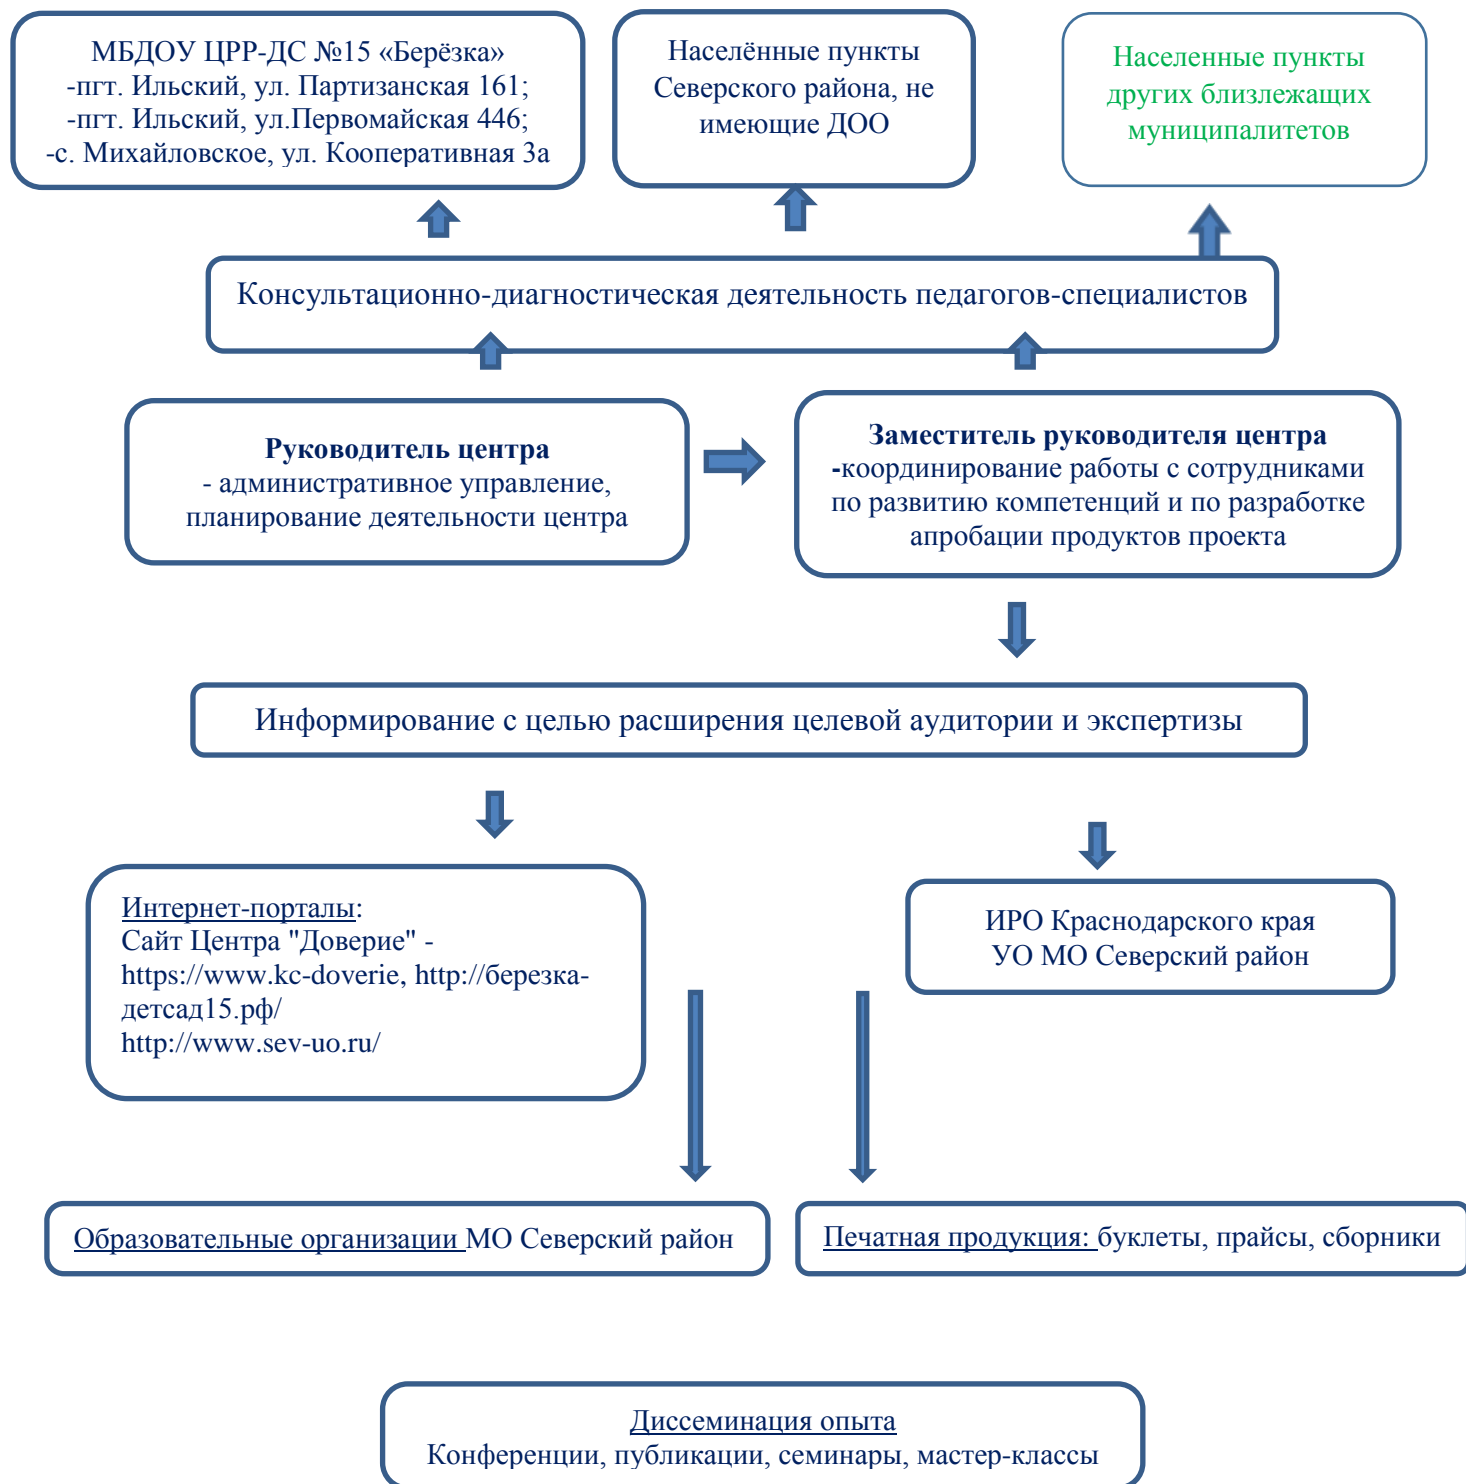 МБДОУ ЦРР-ДС №15 «Берёзка»
-пгт. Ильский, ул. Партизанская 161;
-пгт. Ильский, ул.Первомайская 446;
-с. Михайловское, ул. Кооперативная 3а
Населённые пункты
Северского района, не
имеющие ДОО
Населенные пункты
других близлежащих
муниципалитетов
Консультационно-диагностическая деятельность педагогов-специалистов
Руководитель центра
- административное управление,
планирование деятельности центра
Заместитель руководителя центра
-координирование работы с сотрудниками
по развитию компетенций и по разработке
апробации продуктов проекта
Информирование с целью расширения целевой аудитории и экспертизы
Интернет-порталы:
Сайт Центра "Доверие" -
https://www.kc-doverie, http://березка-
детсад15.рф/
http://www.sev-uo.ru/
ИРО Краснодарского края
УО МО Северский район
Образовательные организации МО Северский район
Печатная продукция: буклеты, прайсы, сборники
Диссеминация опыта
Конференции, публикации, семинары, мастер-классы